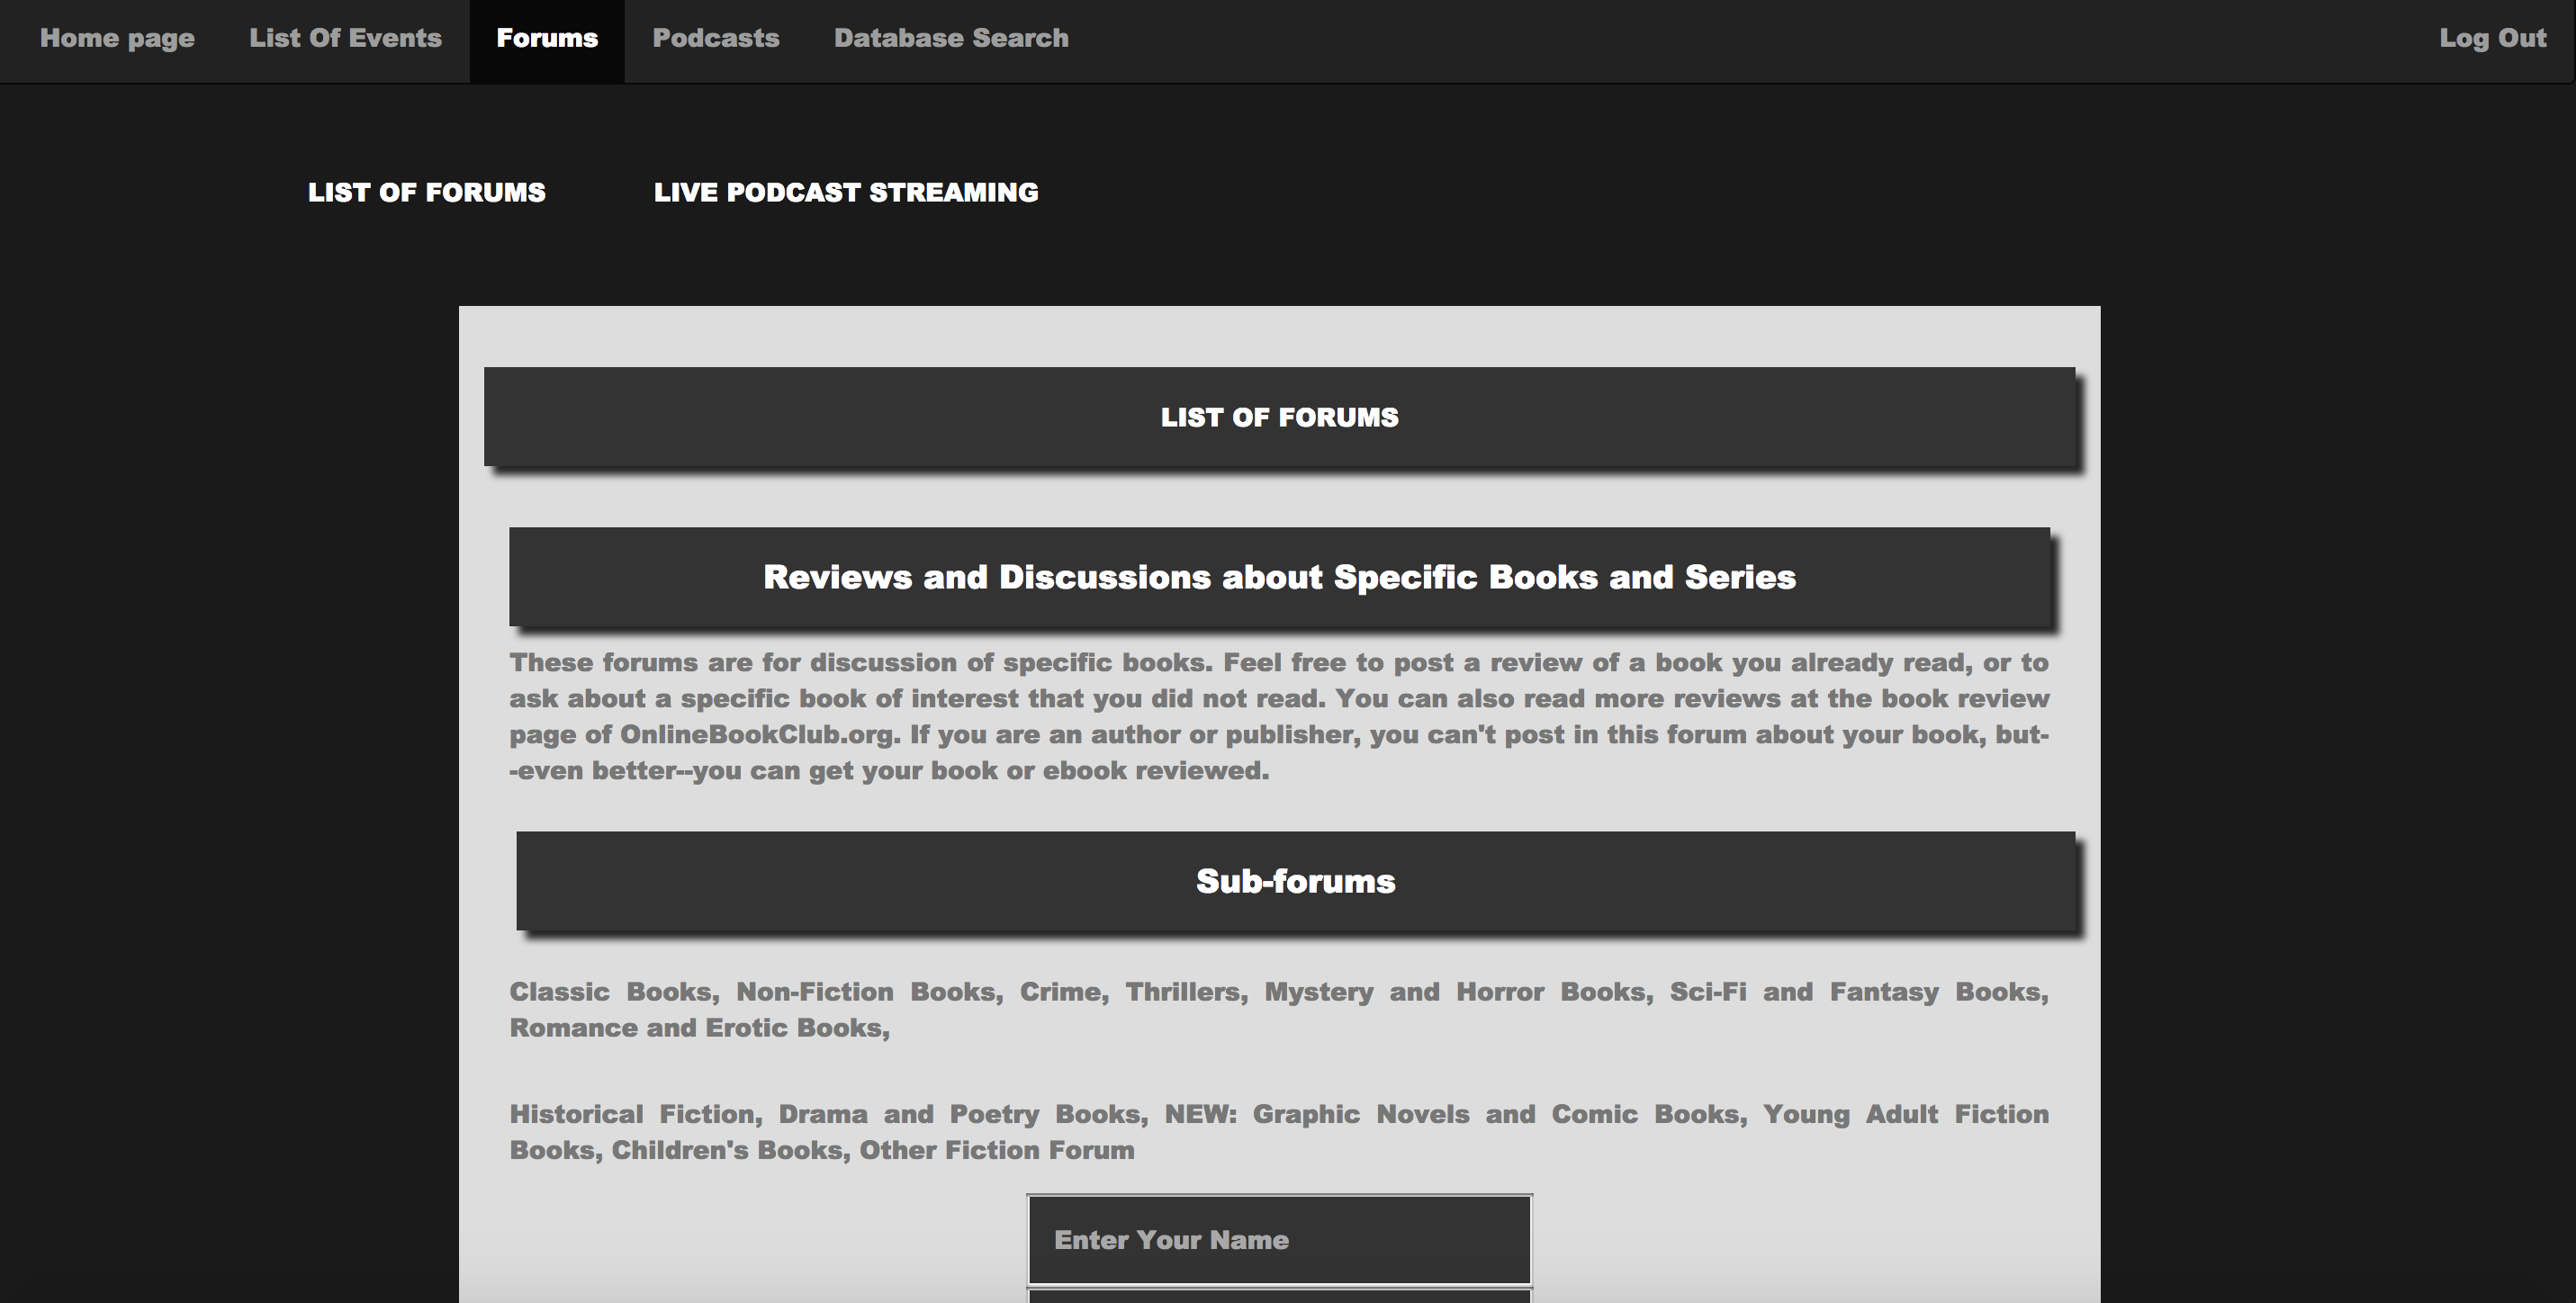 Home page List Of Events Forums Podcasts Database Search Log Out
LIST OF FORUMS LIVE PODCAST STREAMING
LIST OF FORUMS
Reviews and Discussions about Specific Books and Series
These forums are for discussion of specific books. Feel free to post a review of a book you already read, or to
ask about a specific book of interest that you did not read. You can also read more reviews at the book review
page of OnlineBookClub.org. If you are an author or publisher, you can't post in this forum about your book, but-
-even better--you can get your book or ebook reviewed.
Sub-forums
Classic Books, Non-Fiction Books, Crime, Thrillers, Mystery and Horror Books, Sci-Fi and Fantasy Books,
Romance and Erotic Books,
Historical Fiction, Drama and Poetry Books, NEW: Graphic Novels and Comic Books, Young Adult Fiction
Books, Children's Books, Other Fiction Forum
Enter Your Name